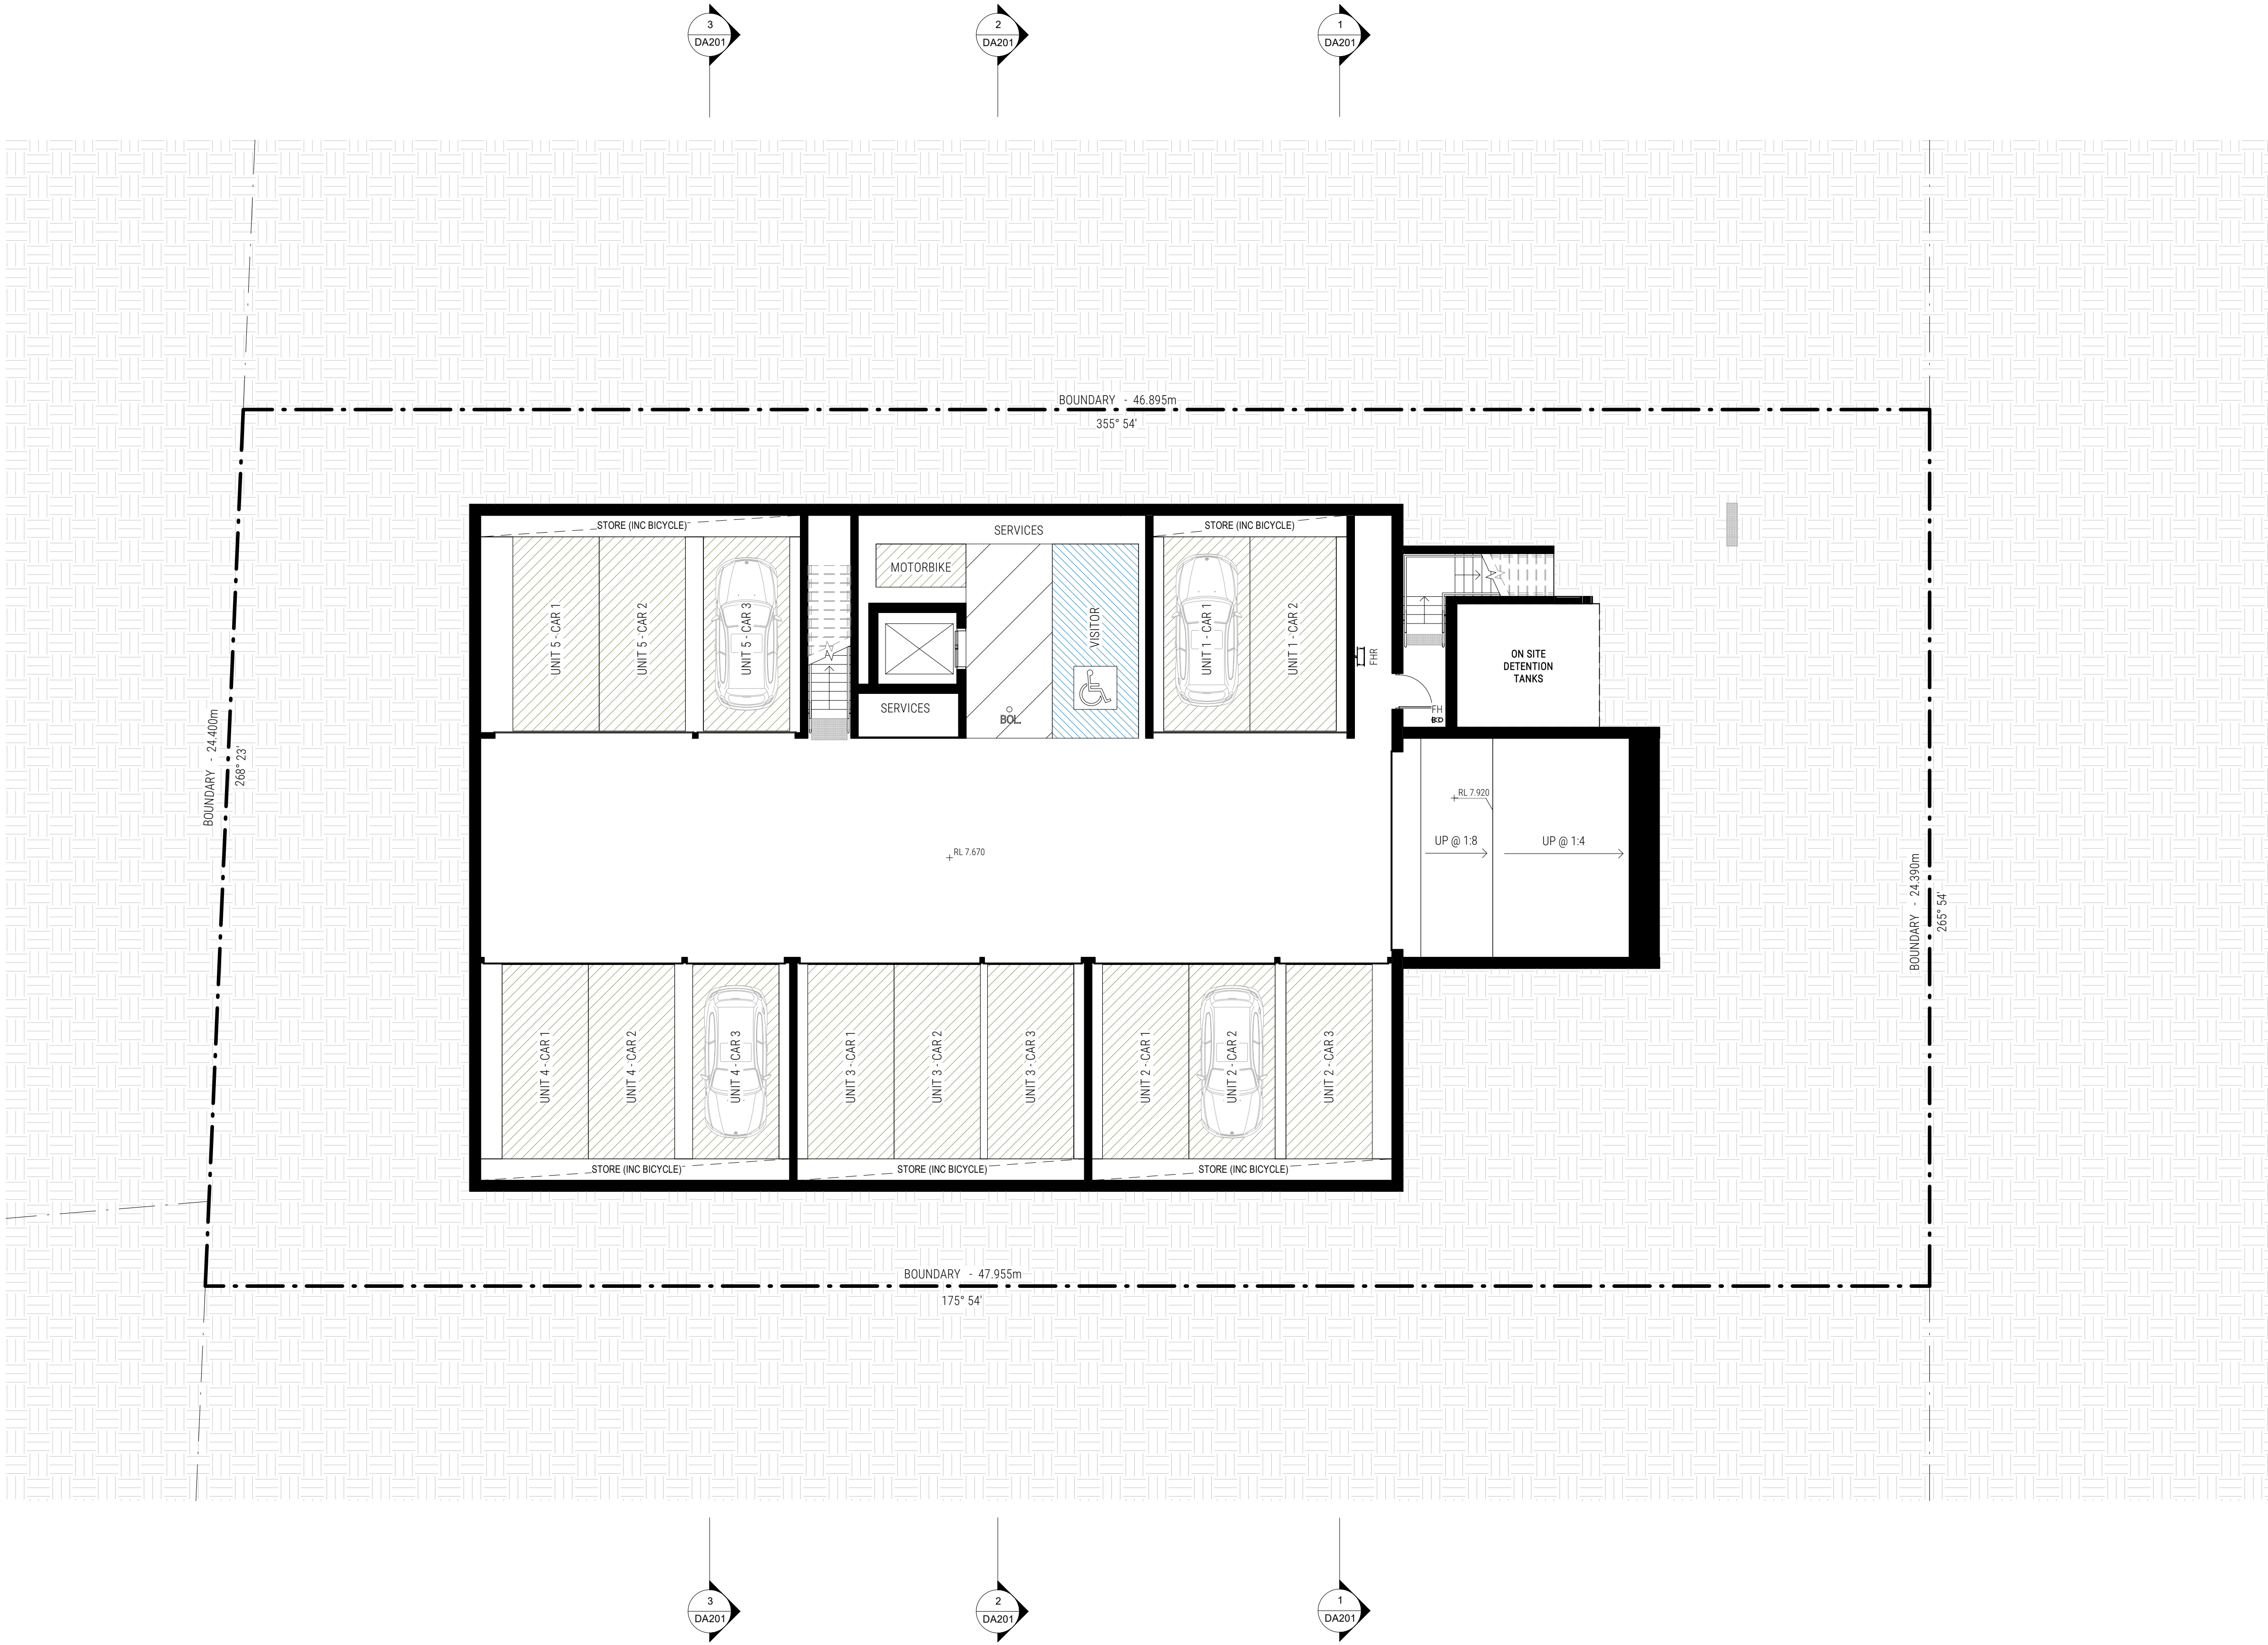 3
DA201
2
DA201
1
DA201
BOUNDARY - 46.895m
355° 54'
STORE (INC BICYCLE)
SERVICES
STORE (INC BICYCLE)
MOTORBIKE
UNIT 5 - CAR 1
UNIT 5 - CAR 2
UNIT 5 - CAR 3
VISITOR
UNIT 1 - CAR 1
UNIT 1 - CAR 2
FHR
ON SITE
DETENTION
TANKS
SERVICES
BOL.
FH
BOUNDARY - 24.400m
268° 23'
RL 7.920
UP @ 1:8
UP @ 1:4
RL 7.670
BOUNDARY - 24.390m
265° 54'
UNIT 4 - CAR 1
UNIT 4 - CAR 2
UNIT 4 - CAR 3
UNIT 3 - CAR 1
UNIT 3 - CAR 2
UNIT 3 - CAR 3
UNIT 2 - CAR 1
UNIT 2 - CAR 2
UNIT 2 - CAR 3
STORE (INC BICYCLE)
STORE (INC BICYCLE)
STORE (INC BICYCLE)
BOUNDARY - 47.955m
175° 54'
3
DA201
2
DA201
1
DA201